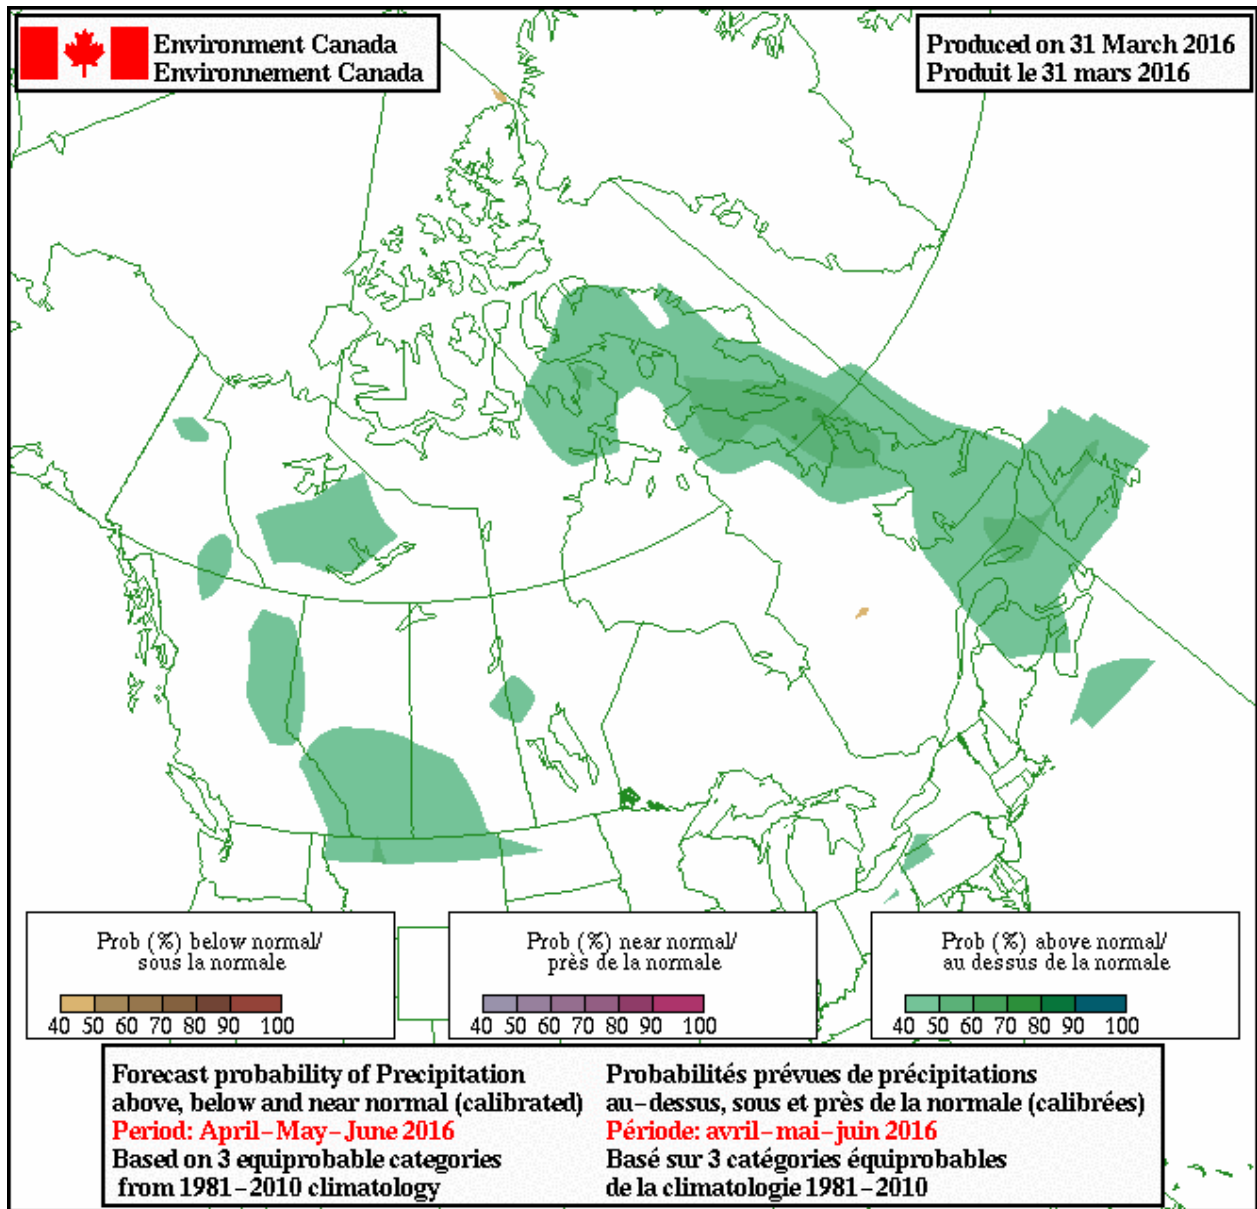 Environment Canada
Environnement Canada
Produced on 31 March 2016
Produit le 31 mars 2016
Prob (%) below normal/
sous la normale
40 50 60 70 80 90 100
Prob (%) near normal/
près de la normale
40 50 60 70 80 90 100
Prob (%) above normal/
au dessus de la normale
40 50 60 70 80 90 100
Forecast probability of Precipitation
above, below and near normal (calibrated)
Period: April-May-June 2016
Based on 3 equiprobable categories
from 1981-2010 climatology
Probabilités prévues de précipitations
au-dessus, sous et près de la normale (calibrées)
Période: avril-mai-juin 2016
Basé sur 3 catégories équiprobables
de la climatologie 1981-2010